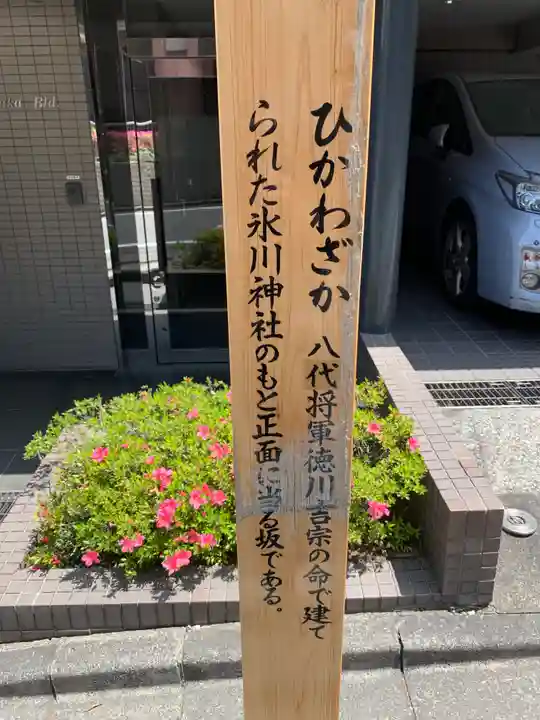 ひかわざか 八代将軍徳川吉宗の命で建て
られた氷川神社のもと正面に当る坂である。
Bld